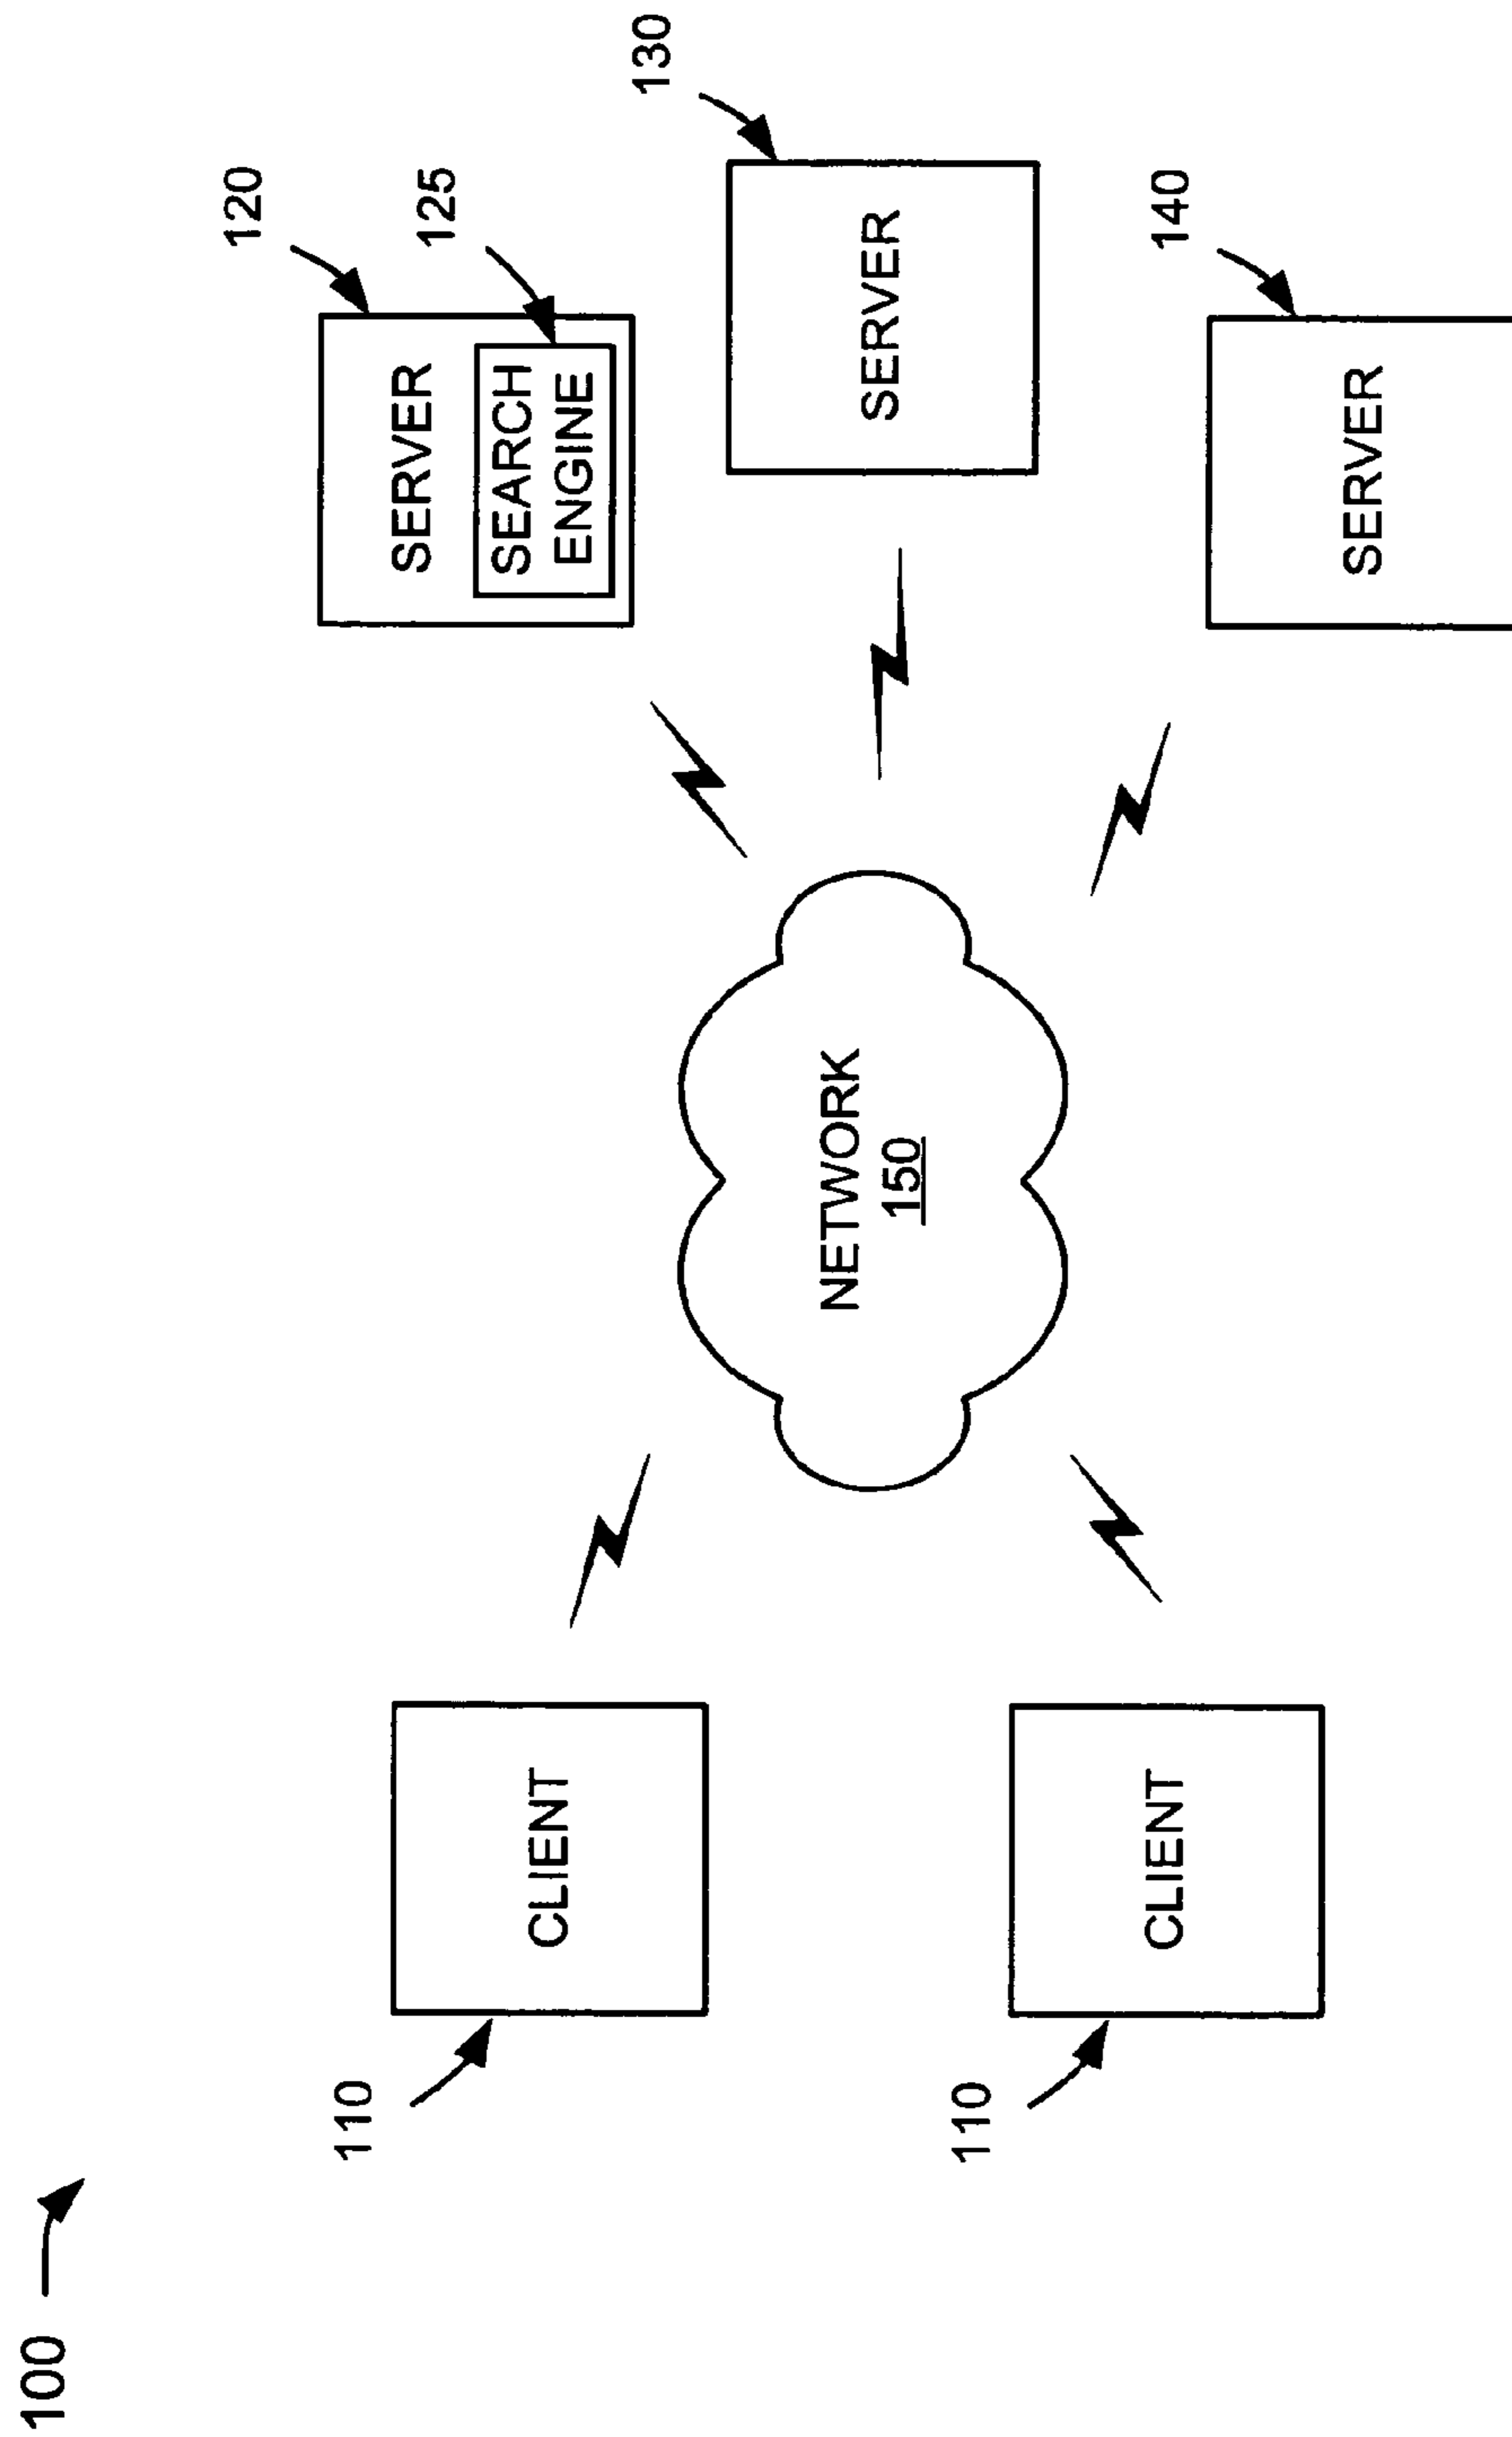 100
110
CLIENT
110
CLIENT
NETWORK
150
120
SERVER
125
SEARCH
ENGINE
130
SERVER
140
SERVER